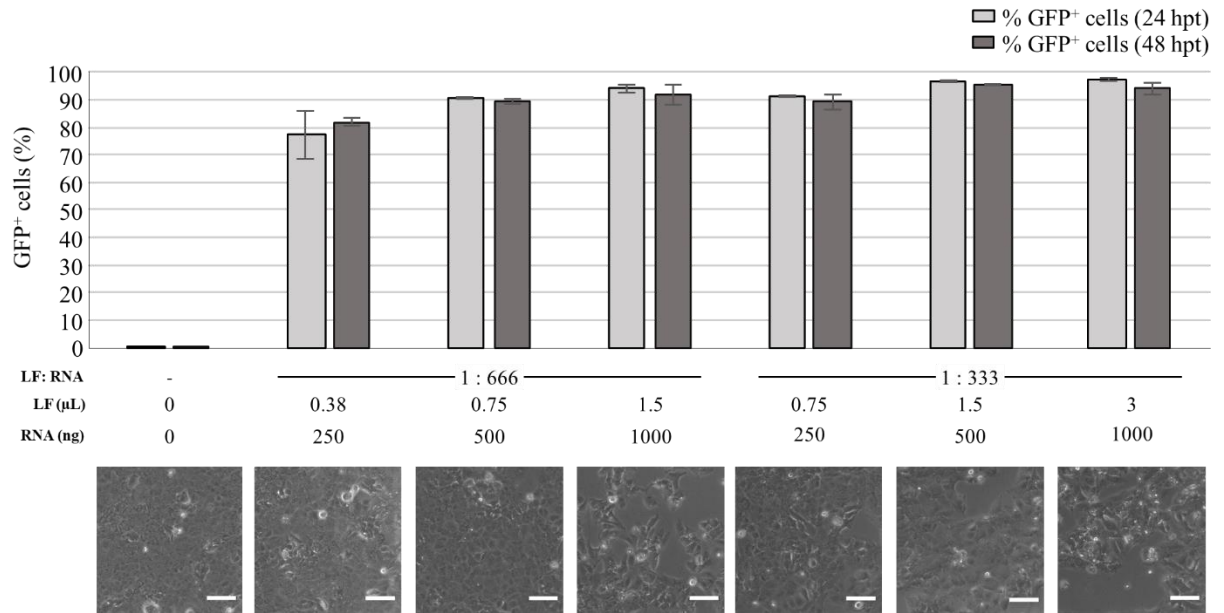 % GFP⁺ cells (24 hpt)
% GFP⁺ cells (48 hpt)
GFP⁺ cells (%)
100
90
80
70
60
50
40
30
20
10
0
LF: RNA - 1 : 666 1 : 333
LF (µL) 0 0.38 0.75 1.5 0.75 1.5 3
RNA (ng) 0 250 500 1000 250 500 1000